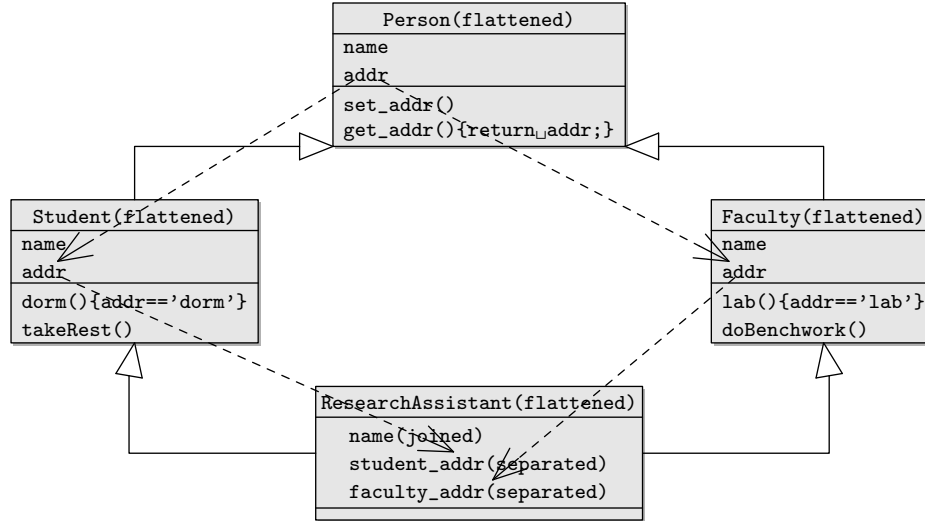 Person(flattened)
name
addr
set_addr()
get_addr(){return␣addr;}
Student(flattened)
name
addr
dorm(){addr=='dorm'}
takeRest()
Faculty(flattened)
name
addr
lab(){addr=='lab'}
doBenchwork()
ResearchAssistant(flattened)
name(joined)
student_addr(separated)
faculty_addr(separated)